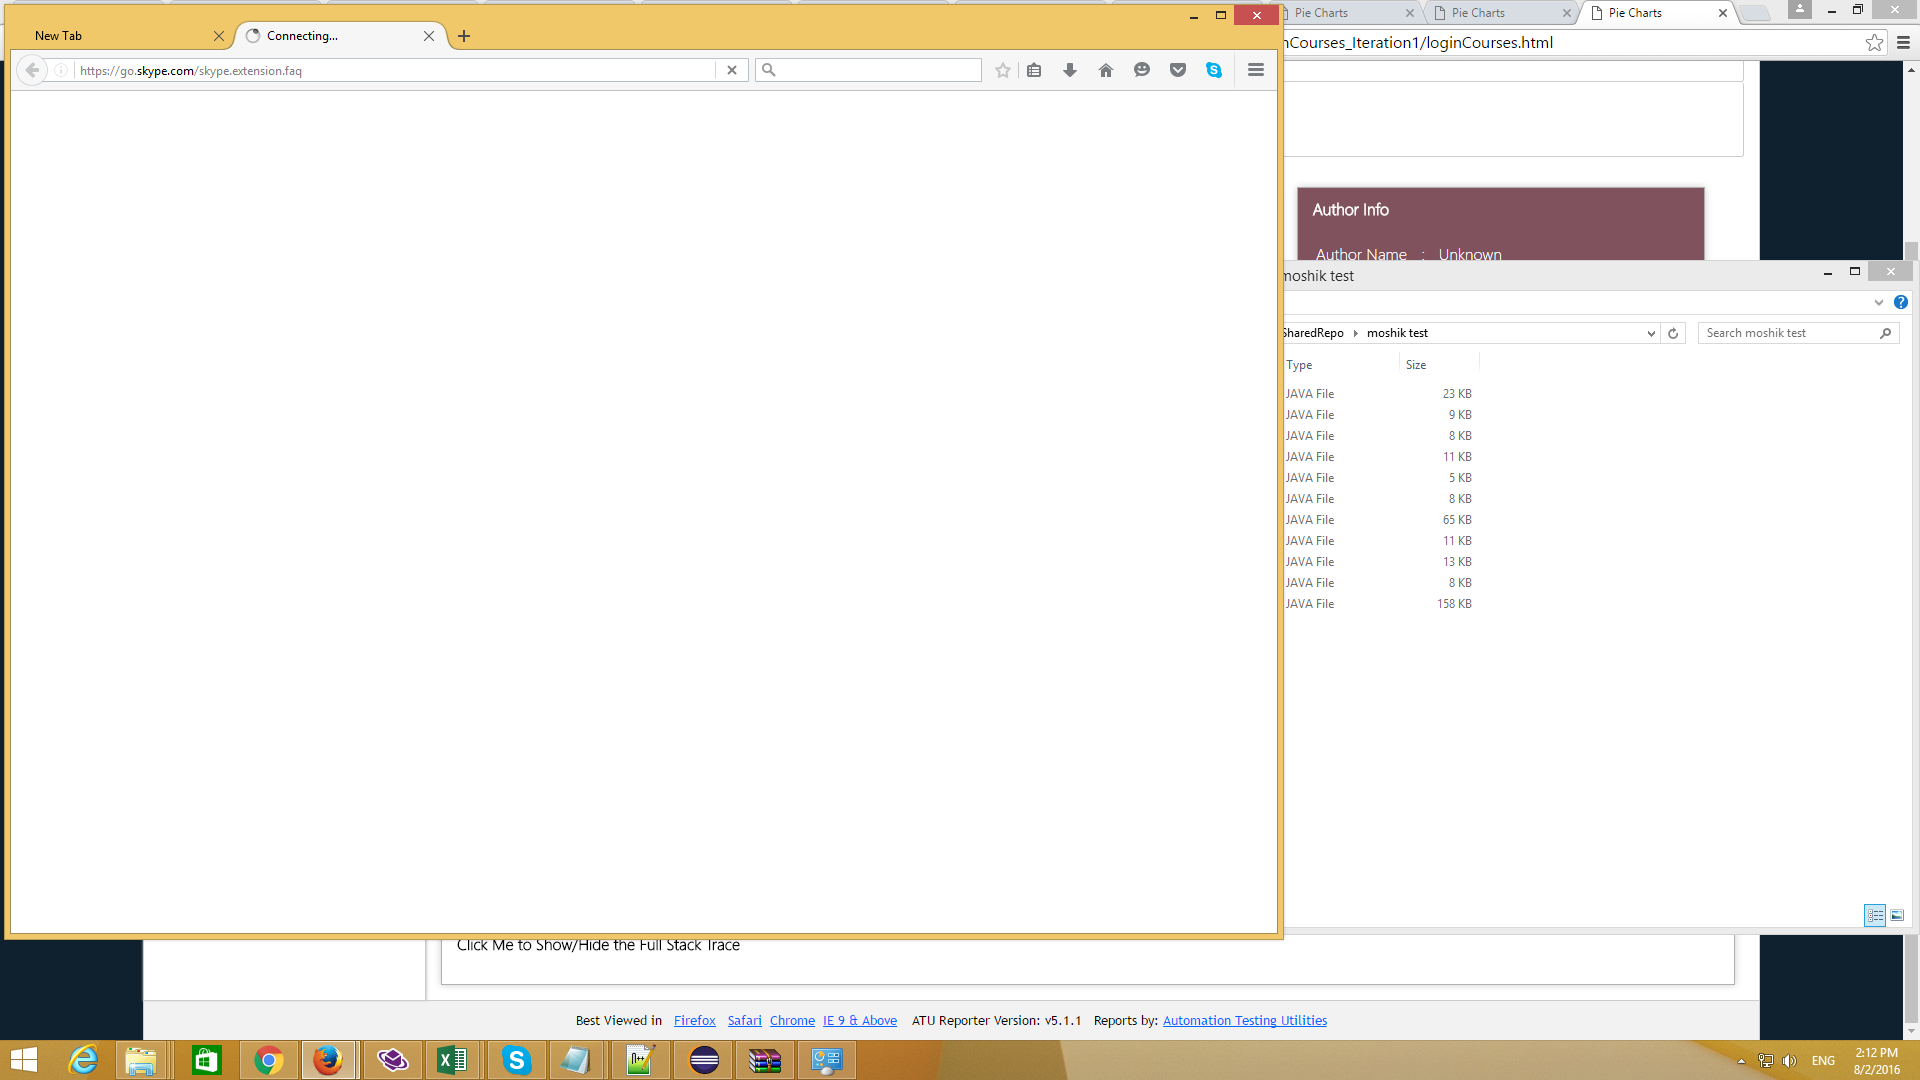 New Tab
Connecting...
https://go.skype.com/skype.extension.faq
Pie Charts
Pie Charts
Pie Charts
nCourses_Iteration1/loginCourses.html
Author Info
Author Name : Unknown
moshik test
SharedRepo moshik test
Search moshik test
Type Size
JAVA File 23 KB
JAVA File 9 KB
JAVA File 8 KB
JAVA File 11 KB
JAVA File 5 KB
JAVA File 8 KB
JAVA File 65 KB
JAVA File 11 KB
JAVA File 13 KB
JAVA File 8 KB
JAVA File 158 KB
Click Me to Show/Hide the Full Stack Trace
Best Viewed in Firefox Safari Chrome IE 9 & Above ATU Reporter Version: v5.1.1 Reports by: Automation Testing Utilities
ENG
2:12 PM
8/2/2016